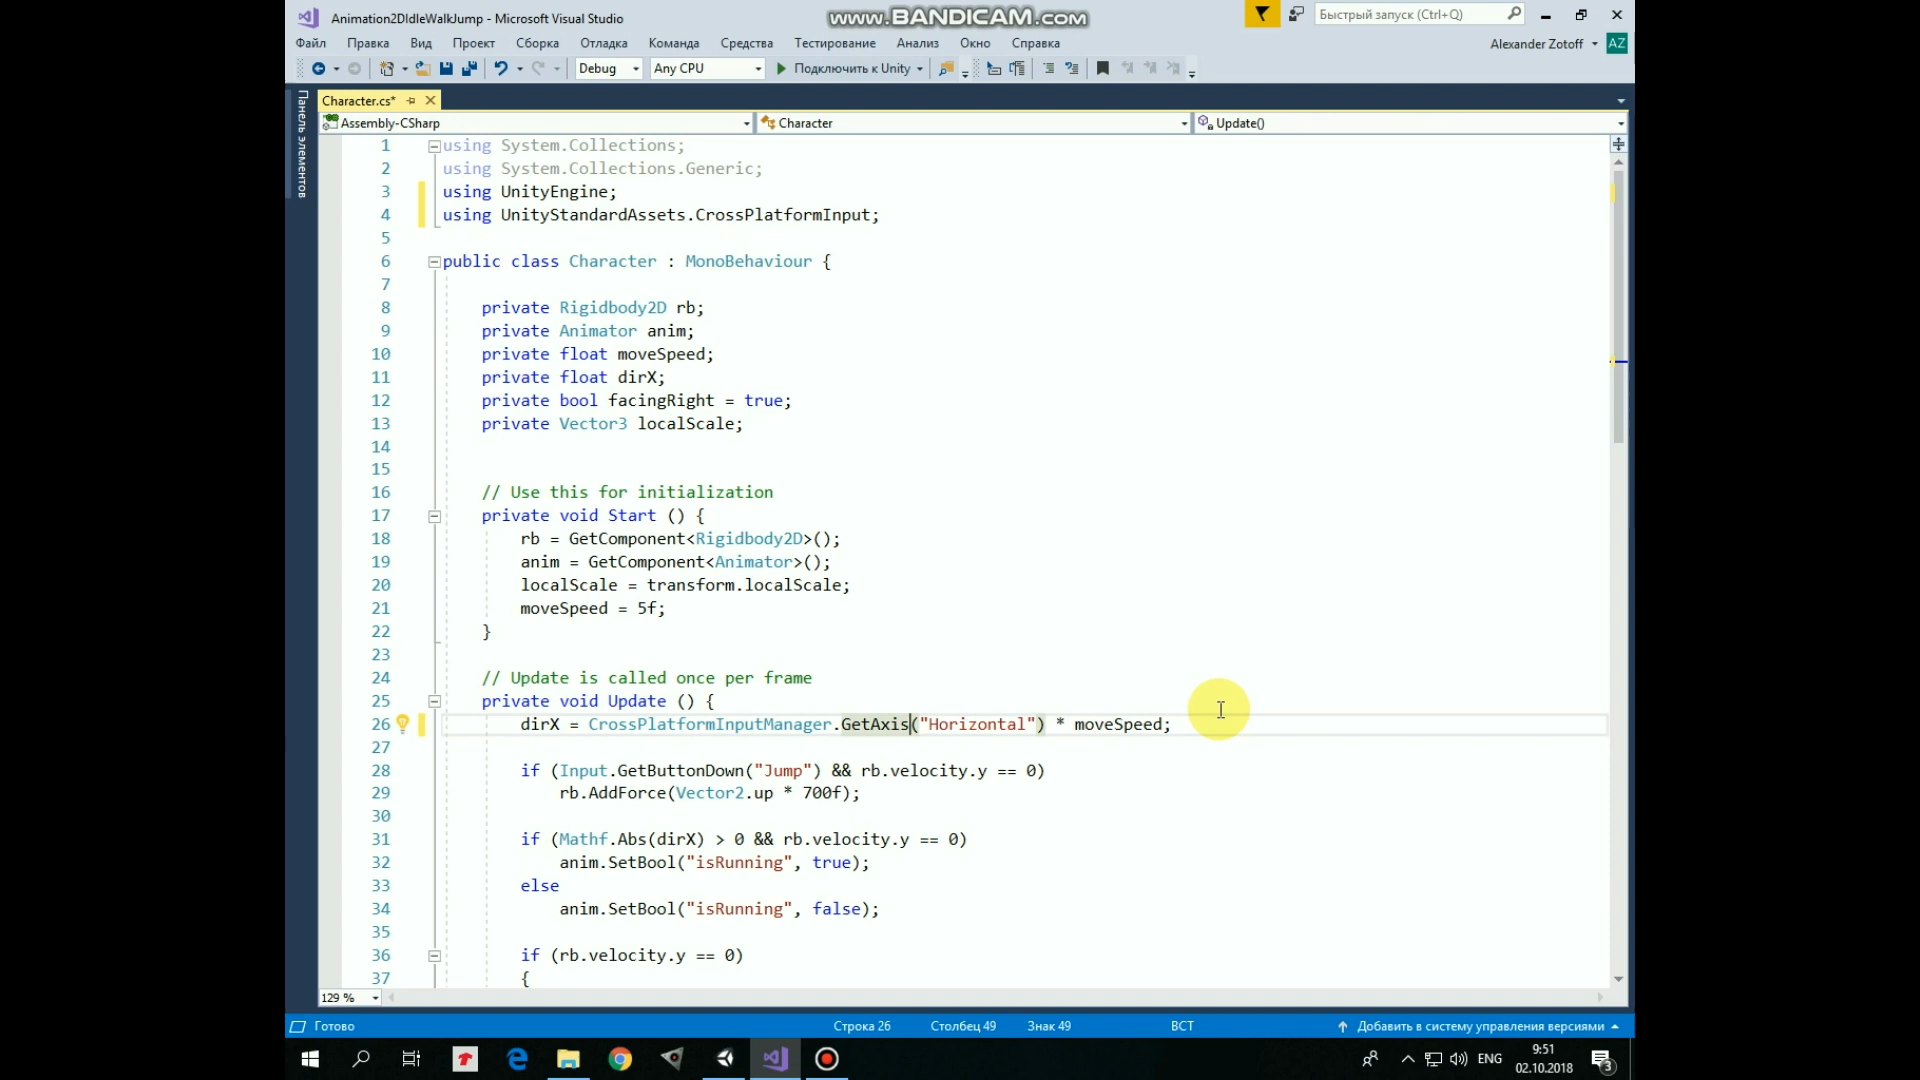 Animation2DIdleWalkJump - Microsoft Visual Studio
www.BANDICAM.com
Быстрый запуск (Ctrl+Q)
Файл Правка Вид Проект Сборка Отладка Команда Средства Тестирование Анализ Окно Справка
Alexander Zotoff AZ
Debug Any CPU Подключить к Unity
Панель элементов
Character.cs*
Assembly-CSharp Character Update()
1 using System.Collections;
2 using System.Collections.Generic;
3 using UnityEngine;
4 using UnityStandardAssets.CrossPlatformInput;
5
6 public class Character : MonoBehaviour {
7
8 private Rigidbody2D rb;
9 private Animator anim;
10 private float moveSpeed;
11 private float dirX;
12 private bool facingRight = true;
13 private Vector3 localScale;
14
15
16 // Use this for initialization
17 private void Start () {
18 rb = GetComponent<Rigidbody2D>();
19 anim = GetComponent<Animator>();
20 localScale = transform.localScale;
21 moveSpeed = 5f;
22 }
23
24 // Update is called once per frame
25 private void Update () {
26 dirX = CrossPlatformInputManager.GetAxis("Horizontal") * moveSpeed;
27
28 if (Input.GetButtonDown("Jump") && rb.velocity.y == 0)
29 rb.AddForce(Vector2.up * 700f);
30
31 if (Mathf.Abs(dirX) > 0 && rb.velocity.y == 0)
32 anim.SetBool("isRunning", true);
33 else
34 anim.SetBool("isRunning", false);
35
36 if (rb.velocity.y == 0)
37 {
129 %
Готово Строка 26 Столбец 49 Знак 49 ВСТ Добавить в систему управления версиями
ENG 9:51 02.10.2018 3